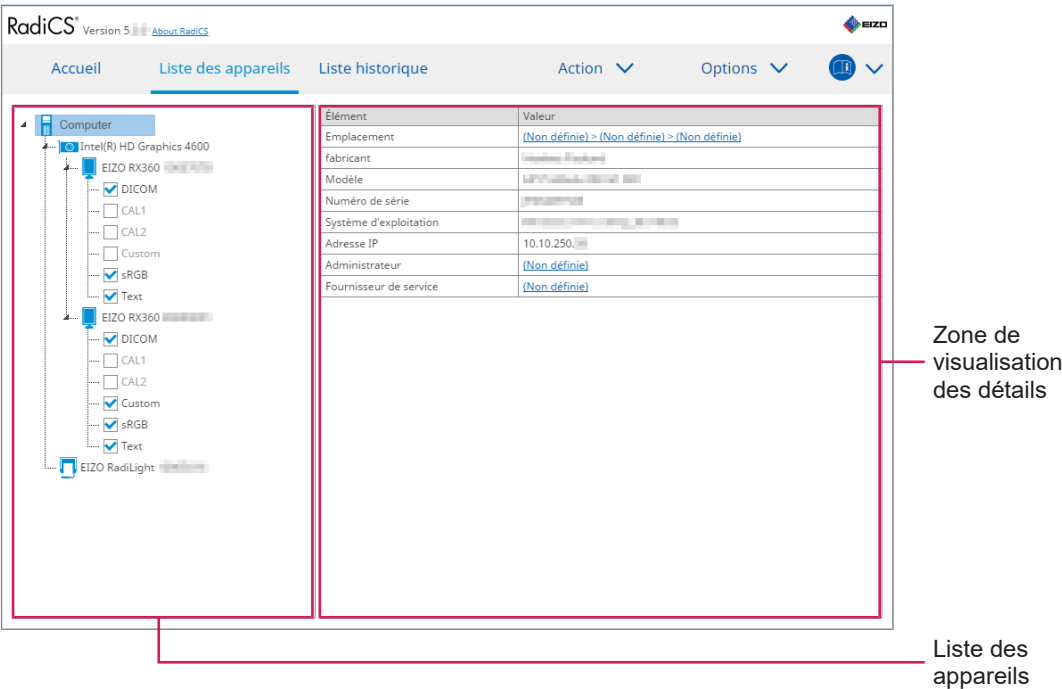 RadiCS® Version 5. About RadiCS
EIZO
Accueil Liste des appareils Liste historique Action Options
Computer
Intel(R) HD Graphics 4600
EIZO RX360
DICOM
CAL1
CAL2
Custom
sRGB
Text
EIZO RX360
DICOM
CAL1
CAL2
Custom
sRGB
Text
EIZO RadiLight
Élément Valeur
Emplacement (Non définie) > (Non définie) > (Non définie)
fabricant
Modèle
Numéro de série
Système d'exploitation
Adresse IP 10.10.250.
Administrateur (Non définie)
Fournisseur de service (Non définie)
Zone de
visualisation
des détails
Liste des
appareils